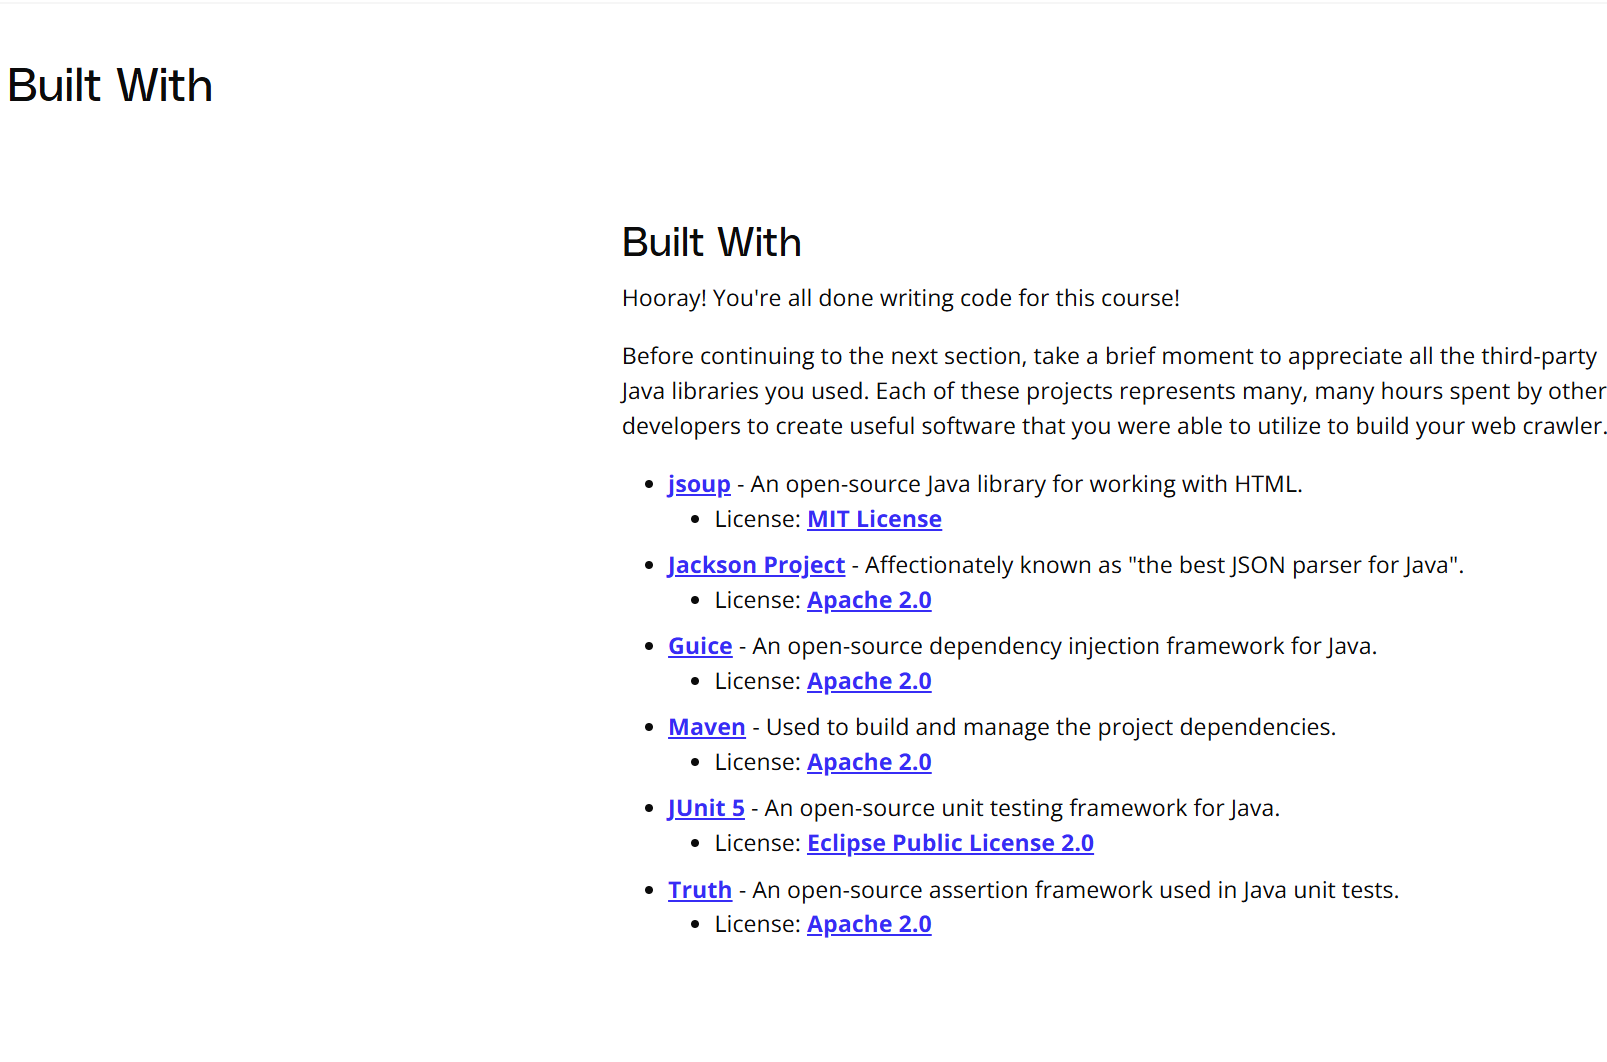 Built With
Built With
Hooray! You're all done writing code for this course!
Before continuing to the next section, take a brief moment to appreciate all the third-party
Java libraries you used. Each of these projects represents many, many hours spent by other
developers to create useful software that you were able to utilize to build your web crawler.
jsoup - An open-source Java library for working with HTML.
License: MIT License
Jackson Project - Affectionately known as "the best JSON parser for Java".
License: Apache 2.0
Guice - An open-source dependency injection framework for Java.
License: Apache 2.0
Maven - Used to build and manage the project dependencies.
License: Apache 2.0
JUnit 5 - An open-source unit testing framework for Java.
License: Eclipse Public License 2.0
Truth - An open-source assertion framework used in Java unit tests.
License: Apache 2.0